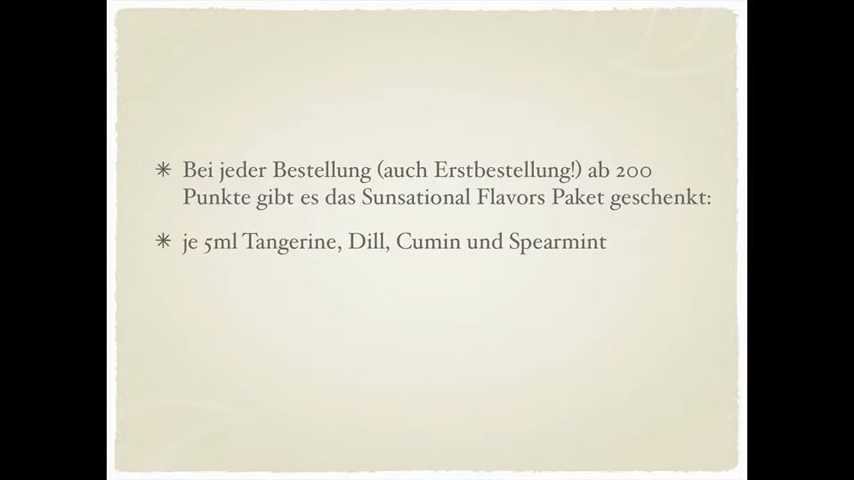 ✳ Bei jeder Bestellung (auch Erstbestellung!) ab 200
Punkte gibt es das Sunsational Flavors Paket geschenkt:
✳ je 5ml Tangerine, Dill, Cumin und Spearmint